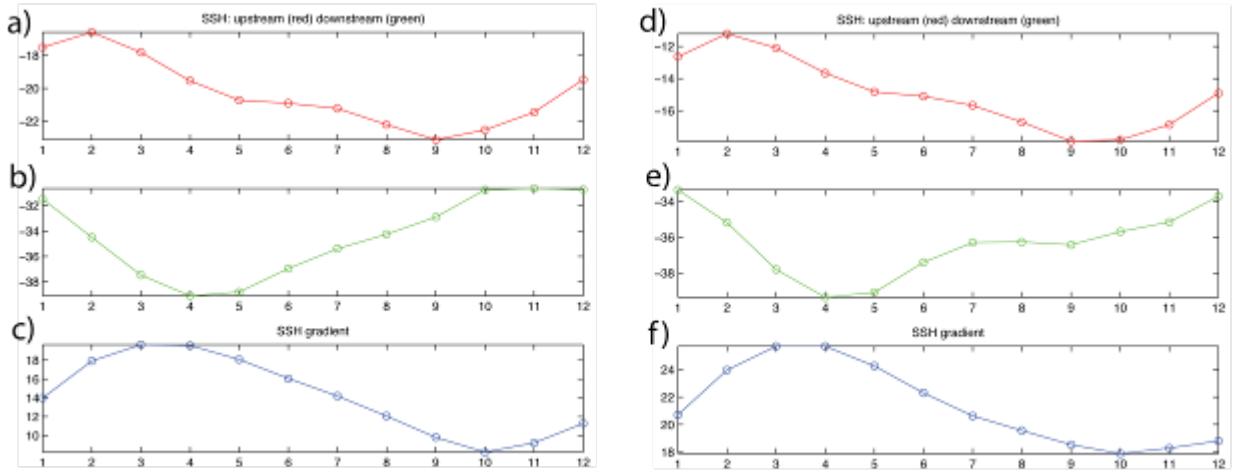 a)
SSH: upstream (red) downstream (green)
-18
-20
-22
1 2 3 4 5 6 7 8 9 10 11 12
b)
-32
-34
-36
-38
1 2 3 4 5 6 7 8 9 10 11 12
c)
SSH gradient
18
16
14
12
10
1 2 3 4 5 6 7 8 9 10 11 12
d)
SSH: upstream (red) downstream (green)
-12
-14
-16
1 2 3 4 5 6 7 8 9 10 11 12
e)
-34
-36
-38
1 2 3 4 5 6 7 8 9 10 11 12
f)
SSH gradient
24
22
20
18
1 2 3 4 5 6 7 8 9 10 11 12